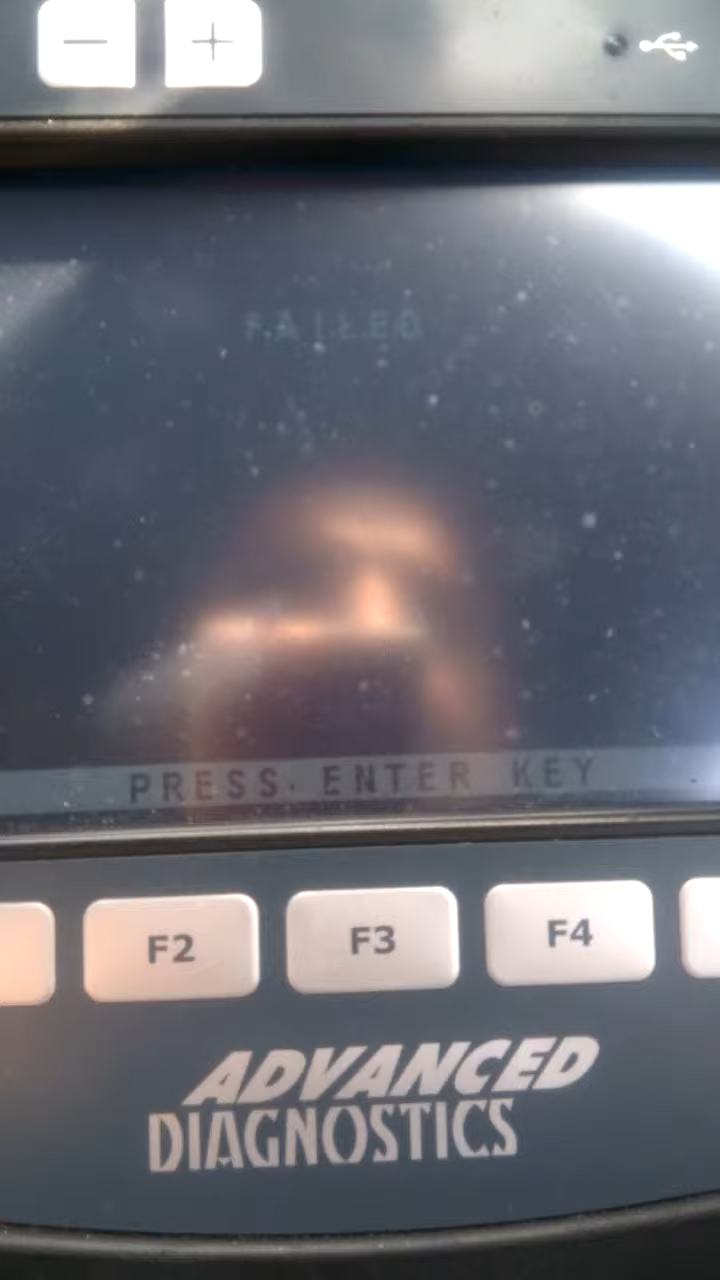 − +
FAILED
PRESS ENTER KEY
F2 F3 F4
ADVANCED
DIAGNOSTICS